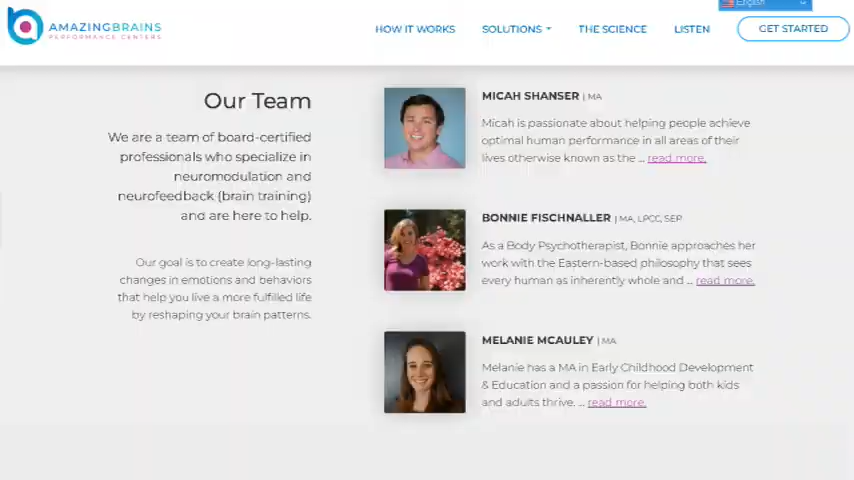 English
AMAZINGBRAINS
PERFORMANCE CENTERS
HOW IT WORKS
SOLUTIONS
THE SCIENCE
LISTEN
GET STARTED
Our Team
We are a team of board-certified
professionals who specialize in
neuromodulation and
neurofeedback (brain training)
and are here to help.
Our goal is to create long-lasting
changes in emotions and behaviors
that help you live a more fulfilled life
by reshaping your brain patterns.
MICAH SHANSER | MA
Micah is passionate about helping people achieve
optimal human performance in all areas of their
lives otherwise known as the ... read more.
BONNIE FISCHNALLER | MA, LPCC, SEP
As a Body Psychotherapist, Bonnie approaches her
work with the Eastern-based philosophy that sees
every human as inherently whole and ... read more.
MELANIE MCAULEY | MA
Melanie has a MA in Early Childhood Development
& Education and a passion for helping both kids
and adults thrive. ... read more.